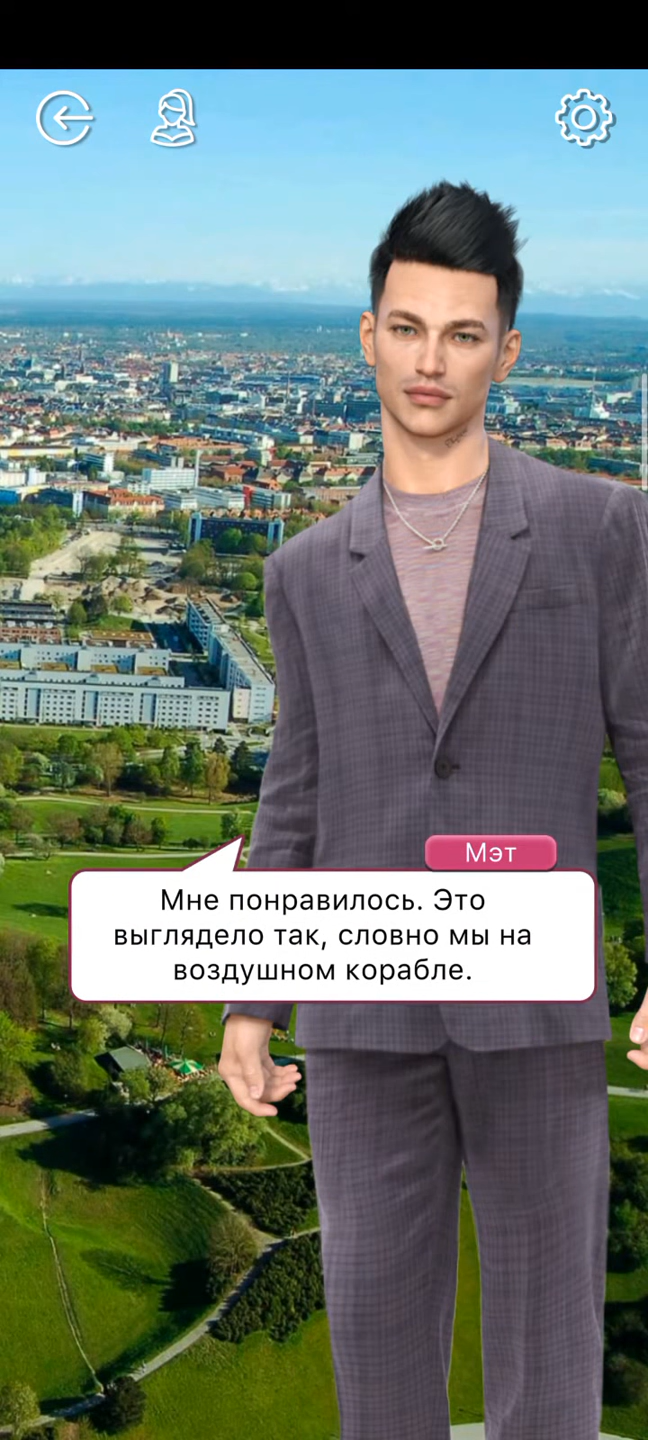 Мэт
Мне понравилось. Это
выглядело так, словно мы на
воздушном корабле.